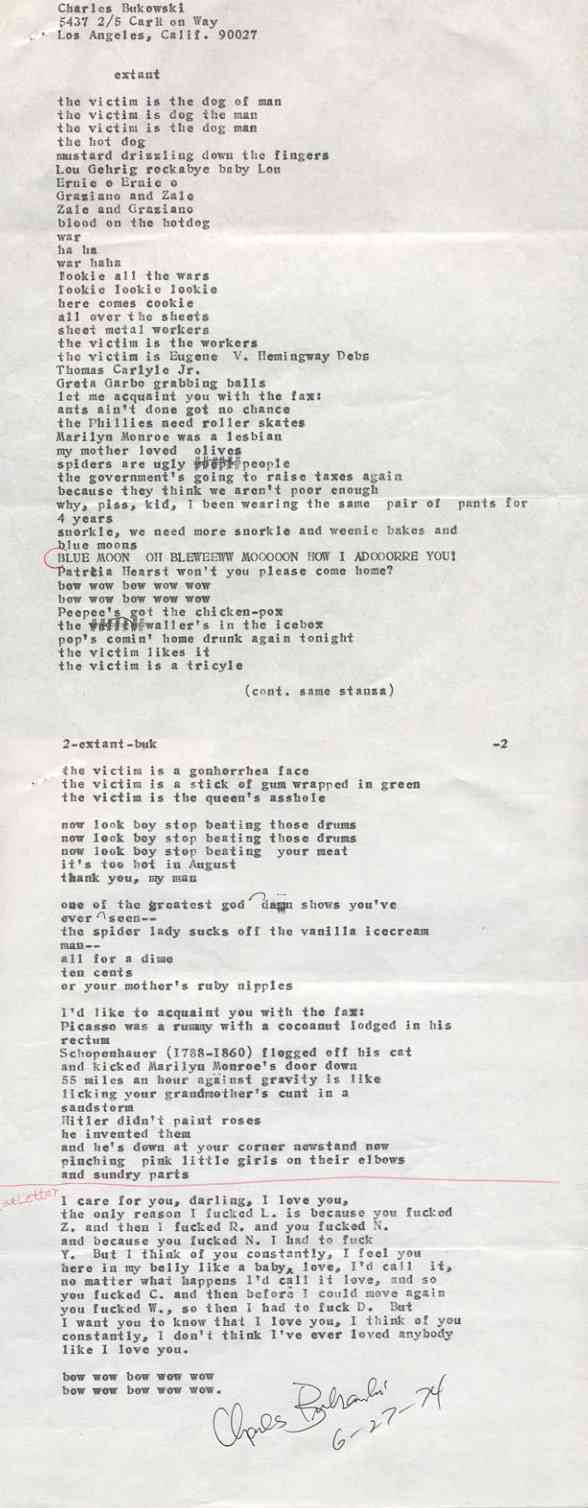 Charles Bukowski
5437 2/5 Carlton Way
Los Angeles, Calif. 90027
extant
the victim is the dog of man
the victim is dog the man
the victim is the dog man
the hot dog
mustard drizzling down the fingers
Lou Gehrig rockabye baby Lou
Ernie o Ernie o
Graziano and Zale
Zale and Graziano
blood on the hotdog
war
ha ha
war haha
lookie all the wars
lookie lookie lookie
here comes cookie
all over the sheets
sheet metal workers
the victim is the workers
the victim is Eugene V. Hemingway Debs
Thomas Carlyle Jr.
Greta Garbo grabbing balls
let me acquaint you with the fax:
ants ain't done got no chance
the Phillies need roller skates
Marilyn Monroe was a lesbian
my mother loved olives
spiders are ugly people
the government's going to raise taxes again
because they think we aren't poor enough
why, piss, kid, I been wearing the same pair of pants for
4 years
snorkle, we need more snorkle and weenie bakes and
blue moons
BLUE MOON OH BLEWEEWW MOOOOON HOW I ADOOORRE YOU!
Patrcia Hearst won't you please come home?
bow wow bow wow wow
bow wow bow wow wow
Peepee's got the chicken-pox
the waller's in the icebox
pop's comin' home drunk again tonight
the victim likes it
the victim is a tricyle
(cont. same stanza)
2-extant-buk -2
the victim is a gonhorrhea face
the victim is a stick of gum wrapped in green
the victim is the queen's asshole
now look boy stop beating those drums
now look boy stop beating those drums
now look boy stop beating your meat
it's too hot in August
thank you, my man
one of the greatest god damn shows you've
ever seen--
the spider lady sucks off the vanilla icecream
man--
all for a dime
ten cents
or your mother's ruby nipples
I'd like to acquaint you with the fax:
Picasso was a rummy with a cocoanut lodged in his
rectum
Schopenhauer (1788-1860) flogged off his cat
and kicked Marilyn Monroe's door down
55 miles an hour against gravity is like
licking your grandmother's cunt in a
sandstorm
Hitler didn't paint roses
he invented them
and he's down at your corner newstand now
pinching pink little girls on their elbows
and sundry parts
I care for you, darling, I love you,
the only reason I fucked L. is because you fucked
Z. and then I fucked R. and you fucked N.
and because you fucked N. I had to fuck
Y. But I think of you constantly, I feel you
here in my belly like a baby, love, I'd call it,
no matter what happens I'd call it love, and so
you fucked C. and then before I could move again
you fucked W., so then I had to fuck D. But
I want you to know that I love you, I think of you
constantly, I don't think I've ever loved anybody
like I love you.
bow wow bow wow wow
bow wow bow wow wow.
Charles Bukowski
6-27-74